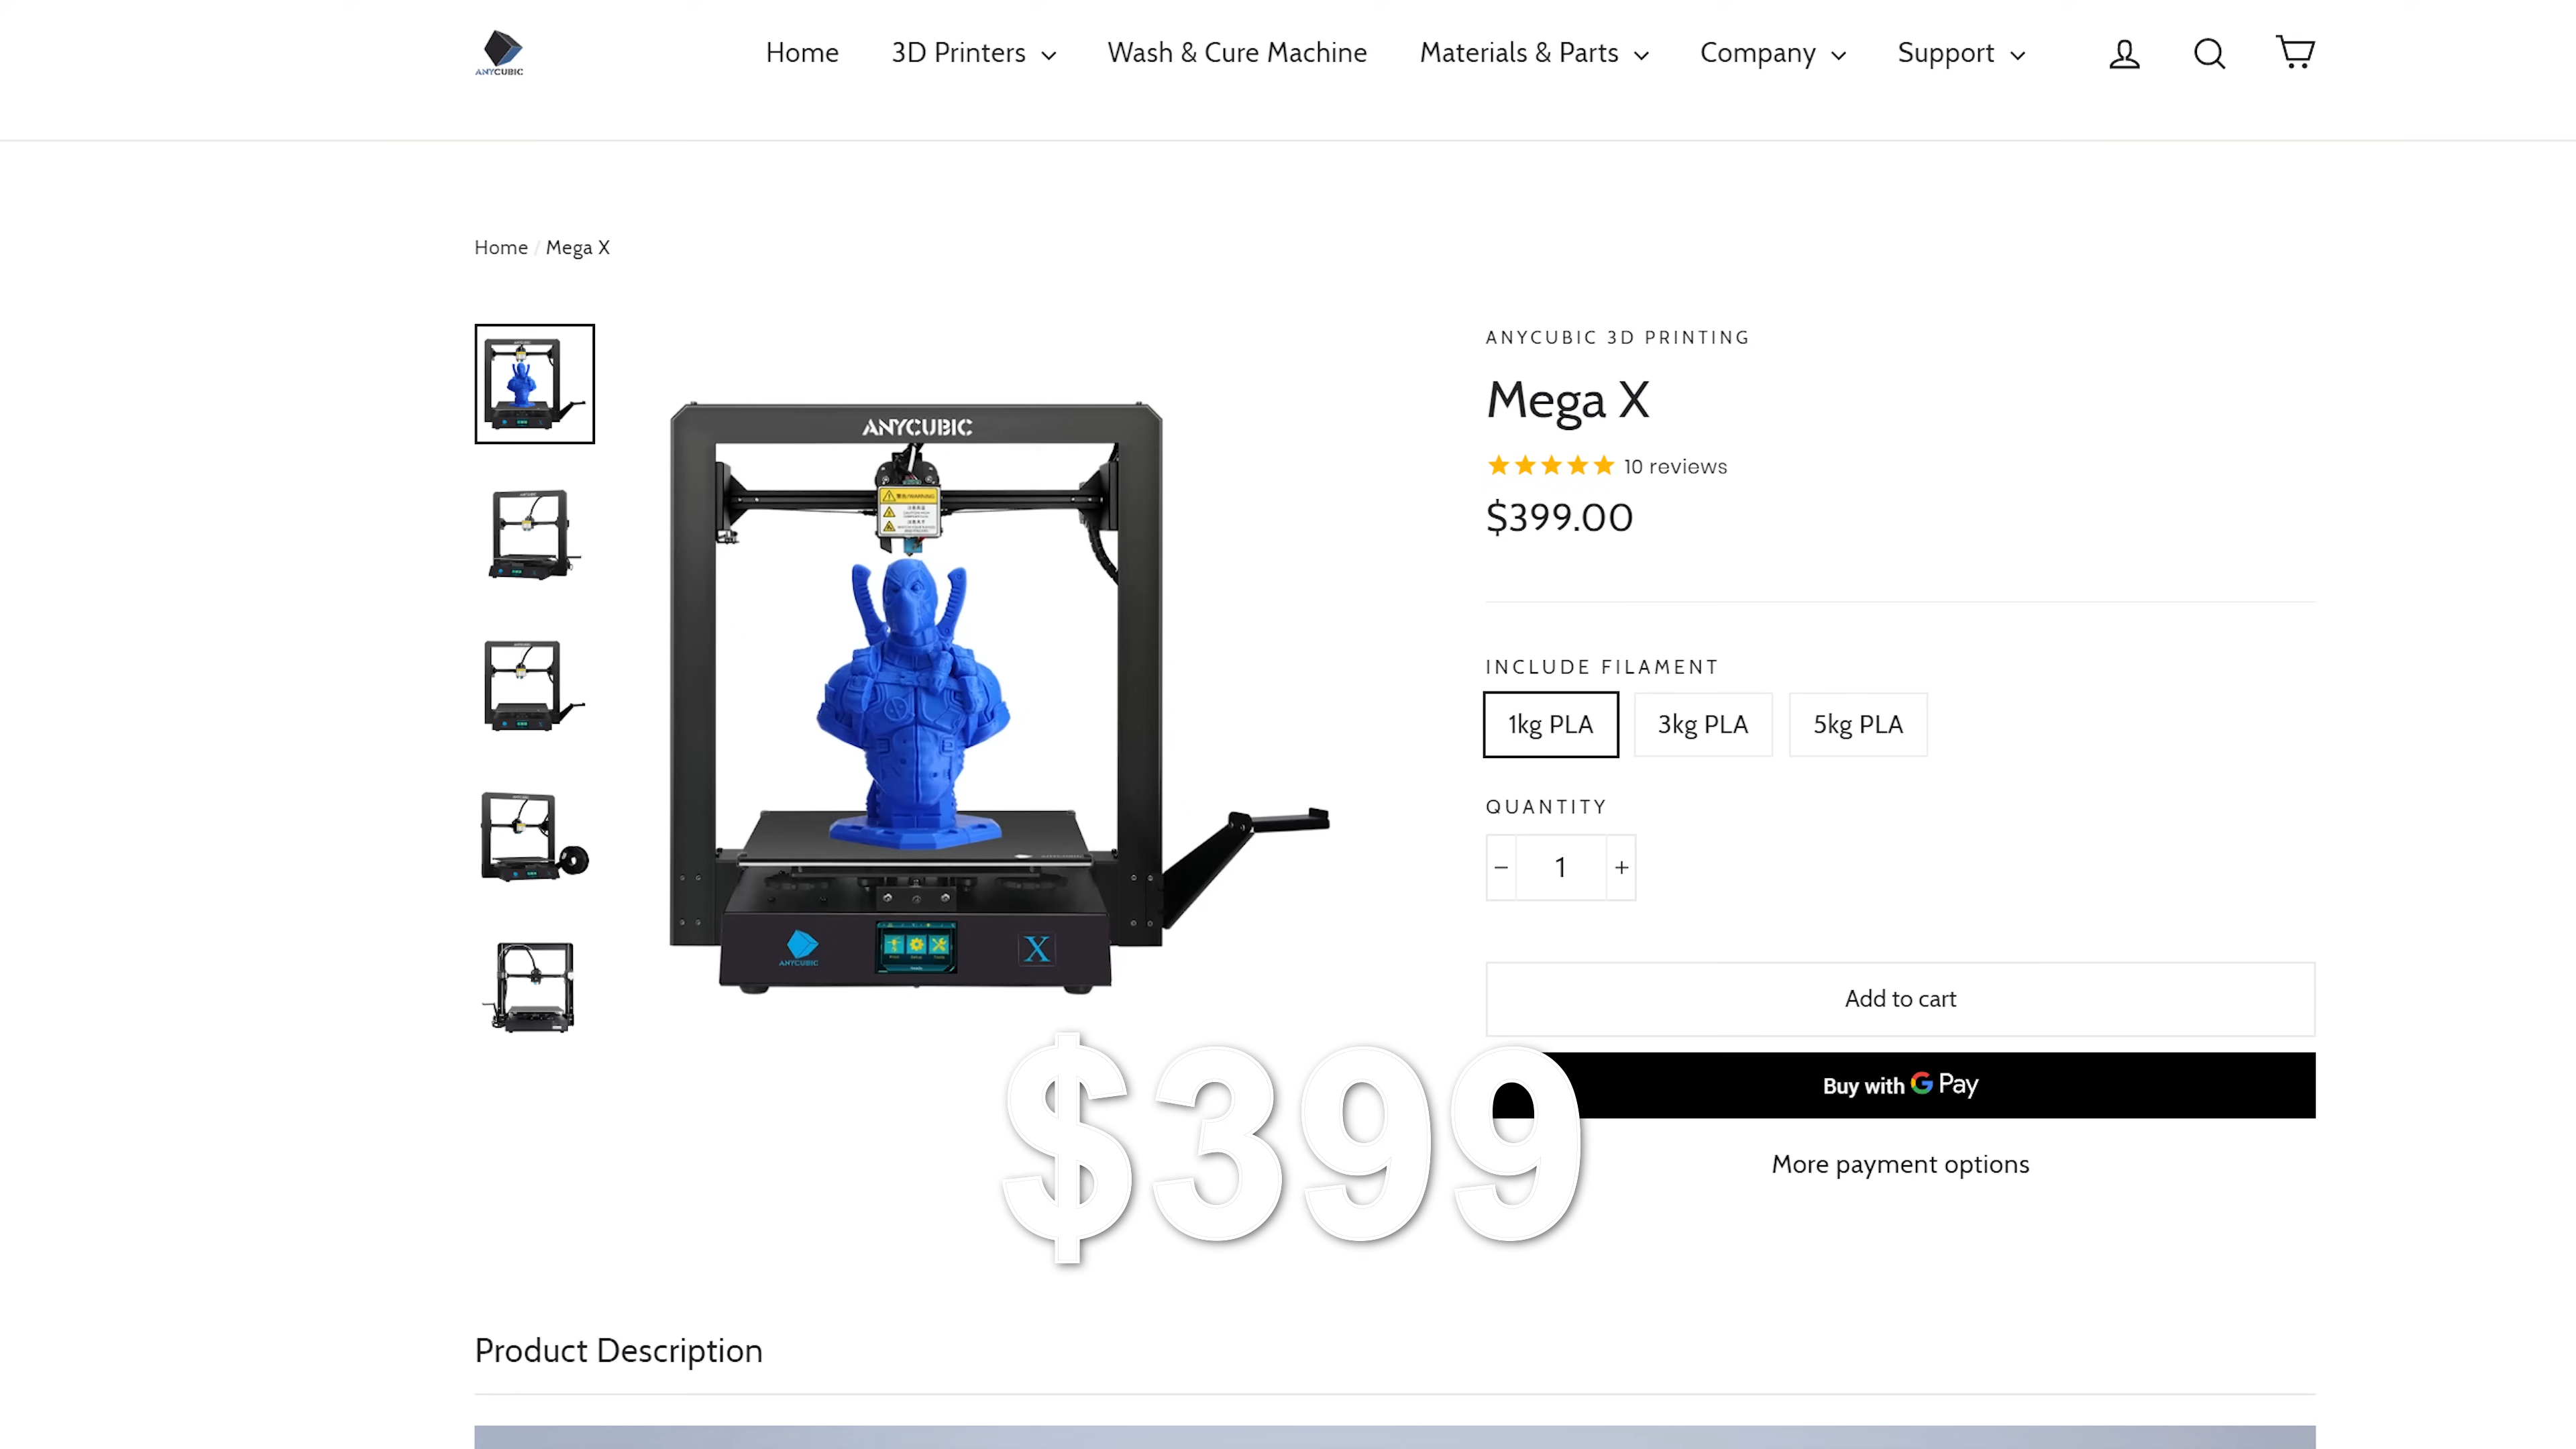 ANYCUBIC
Home
3D Printers
Wash & Cure Machine
Materials & Parts
Company
Support
Home / Mega X
ANYCUBIC
ANYCUBIC
X
ANYCUBIC 3D PRINTING
Mega X
10 reviews
$399.00
INCLUDE FILAMENT
1kg PLA
3kg PLA
5kg PLA
QUANTITY
− 1 +
Add to cart
Buy with G Pay
More payment options
$399
Product Description